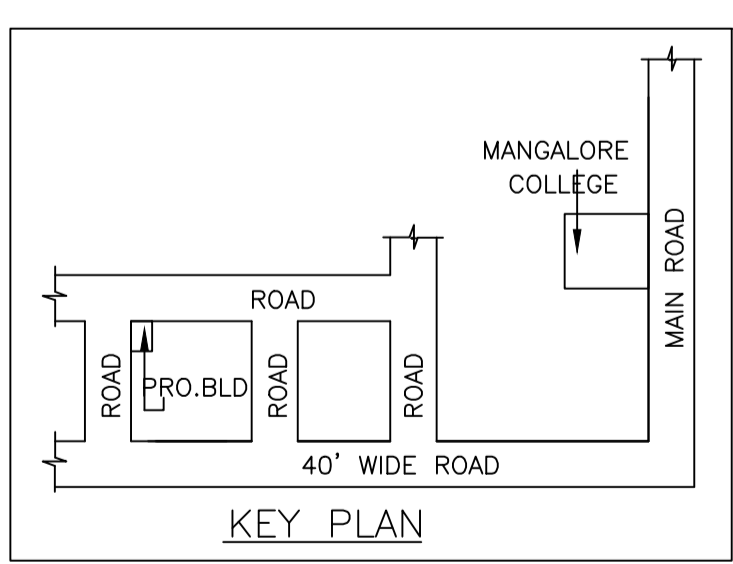 MANGALORE
COLLEGE
MAIN ROAD
ROAD
ROAD
PRO.BLD
ROAD
ROAD
40' WIDE ROAD
KEY PLAN